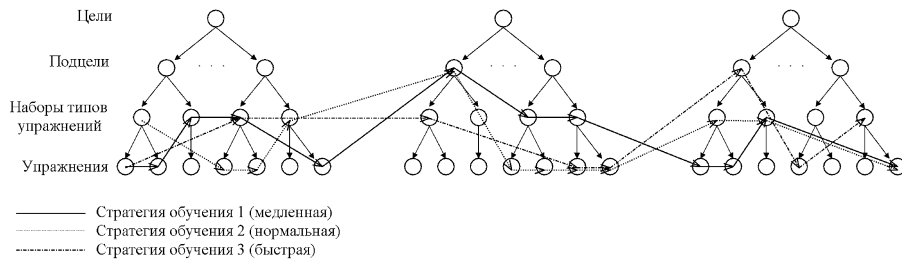 Цели
Подцели
Наборы типов
упражнений
Упражнения
Стратегия обучения 1 (медленная)
Стратегия обучения 2 (нормальная)
Стратегия обучения 3 (быстрая)